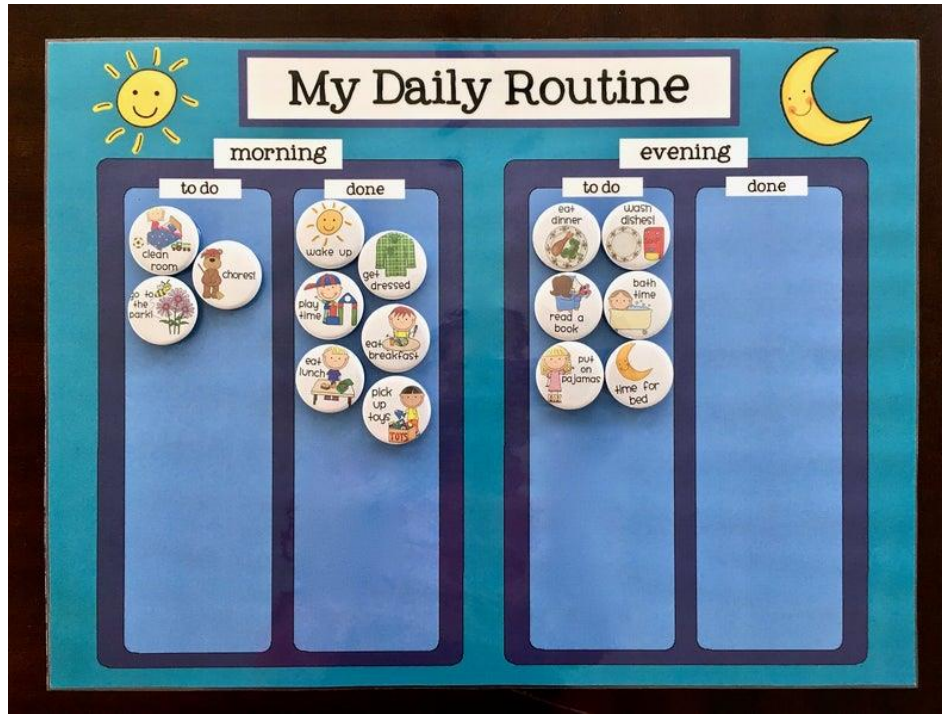 My Daily Routine
morning
to do
clean
room
chores!
go to
the
park!
done
wake up
get
dressed
play
time
eat
breakfast
eat
lunch
pick
up
toys
TOYS
evening
to do
eat
dinner
wash
dishes!
read a
book
bath
time
put
on
pajamas
time for
bed
done